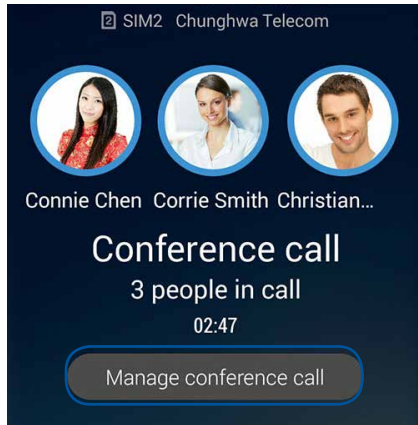 2 SIM2 Chunghwa Telecom
Connie Chen Corrie Smith Christian...
Conference call
3 people in call
02:47
Manage conference call